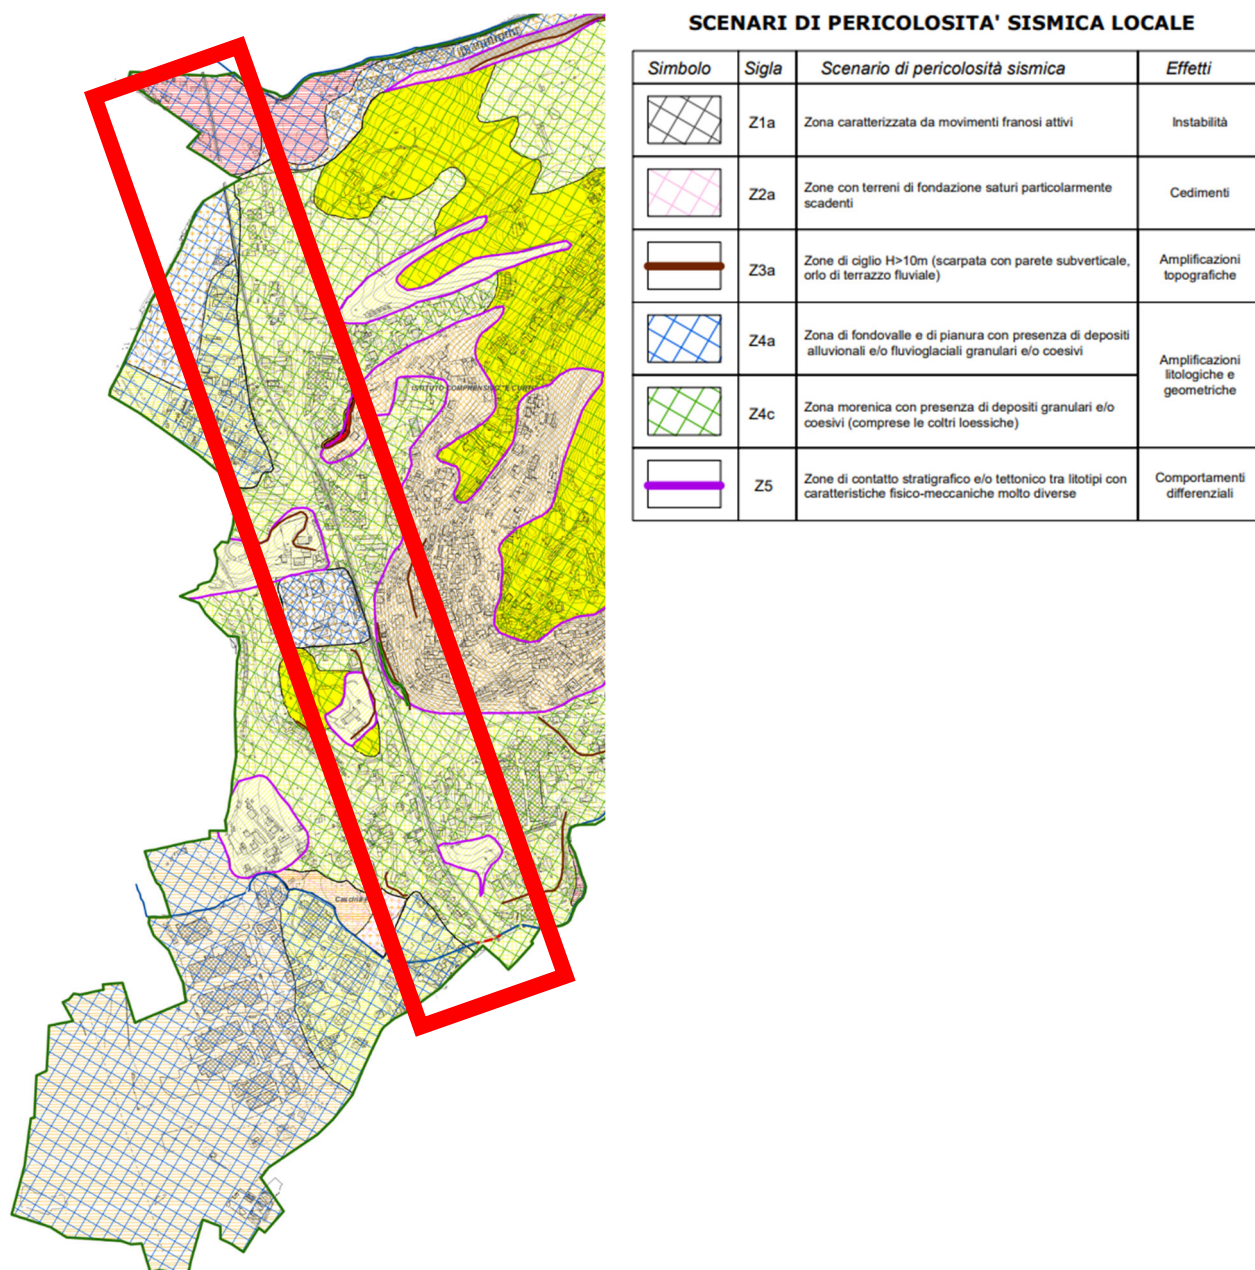 SCENARI DI PERICOLOSITA' SISMICA LOCALE
Simbolo Sigla Scenario di pericolosità sismica Effetti
Z1a Zona caratterizzata da movimenti franosi attivi Instabilità
Z2a Zone con terreni di fondazione saturi particolarmente
scadenti
Cedimenti
Z3a Zone di ciglio H>10m (scarpata con parete subverticale,
orlo di terrazzo fluviale)
Amplificazioni
topografiche
Z4a Zona di fondovalle e di pianura con presenza di depositi
alluvionali e/o fluvioglaciali granulari e/o coesivi
Amplificazioni
litologiche e
geometriche
Z4c Zona morenica con presenza di depositi granulari e/o
coesivi (comprese le coltri loessiche)
Z5 Zone di contatto stratigrafico e/o tettonico tra litotipi con
caratteristiche fisico-meccaniche molto diverse
Comportamenti
differenziali
ISTITUTO COMPRENSIVO "E. CURTI"
Cascina